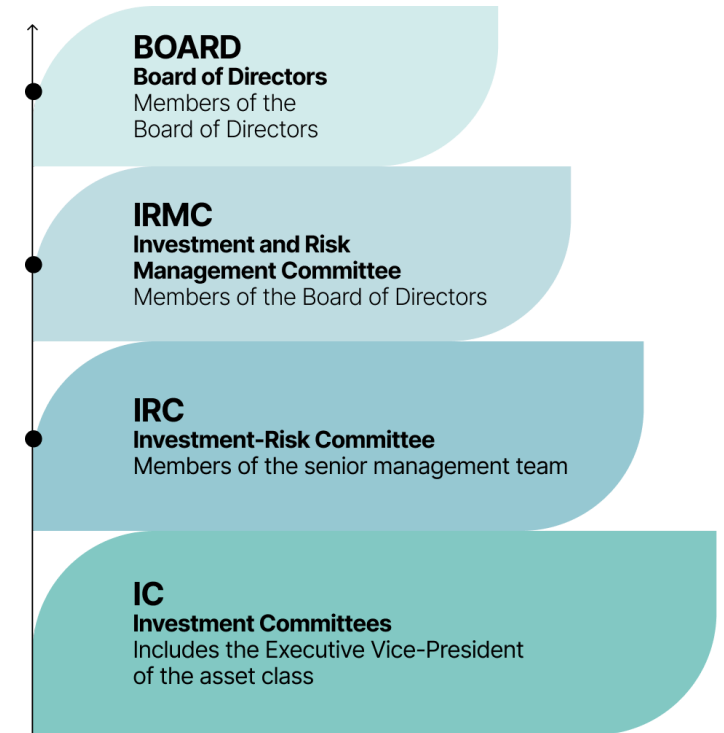 BOARD
Board of Directors
Members of the
Board of Directors
IRMC
Investment and Risk
Management Committee
Members of the Board of Directors
IRC
Investment-Risk Committee
Members of the senior management team
IC
Investment Committees
Includes the Executive Vice-President
of the asset class